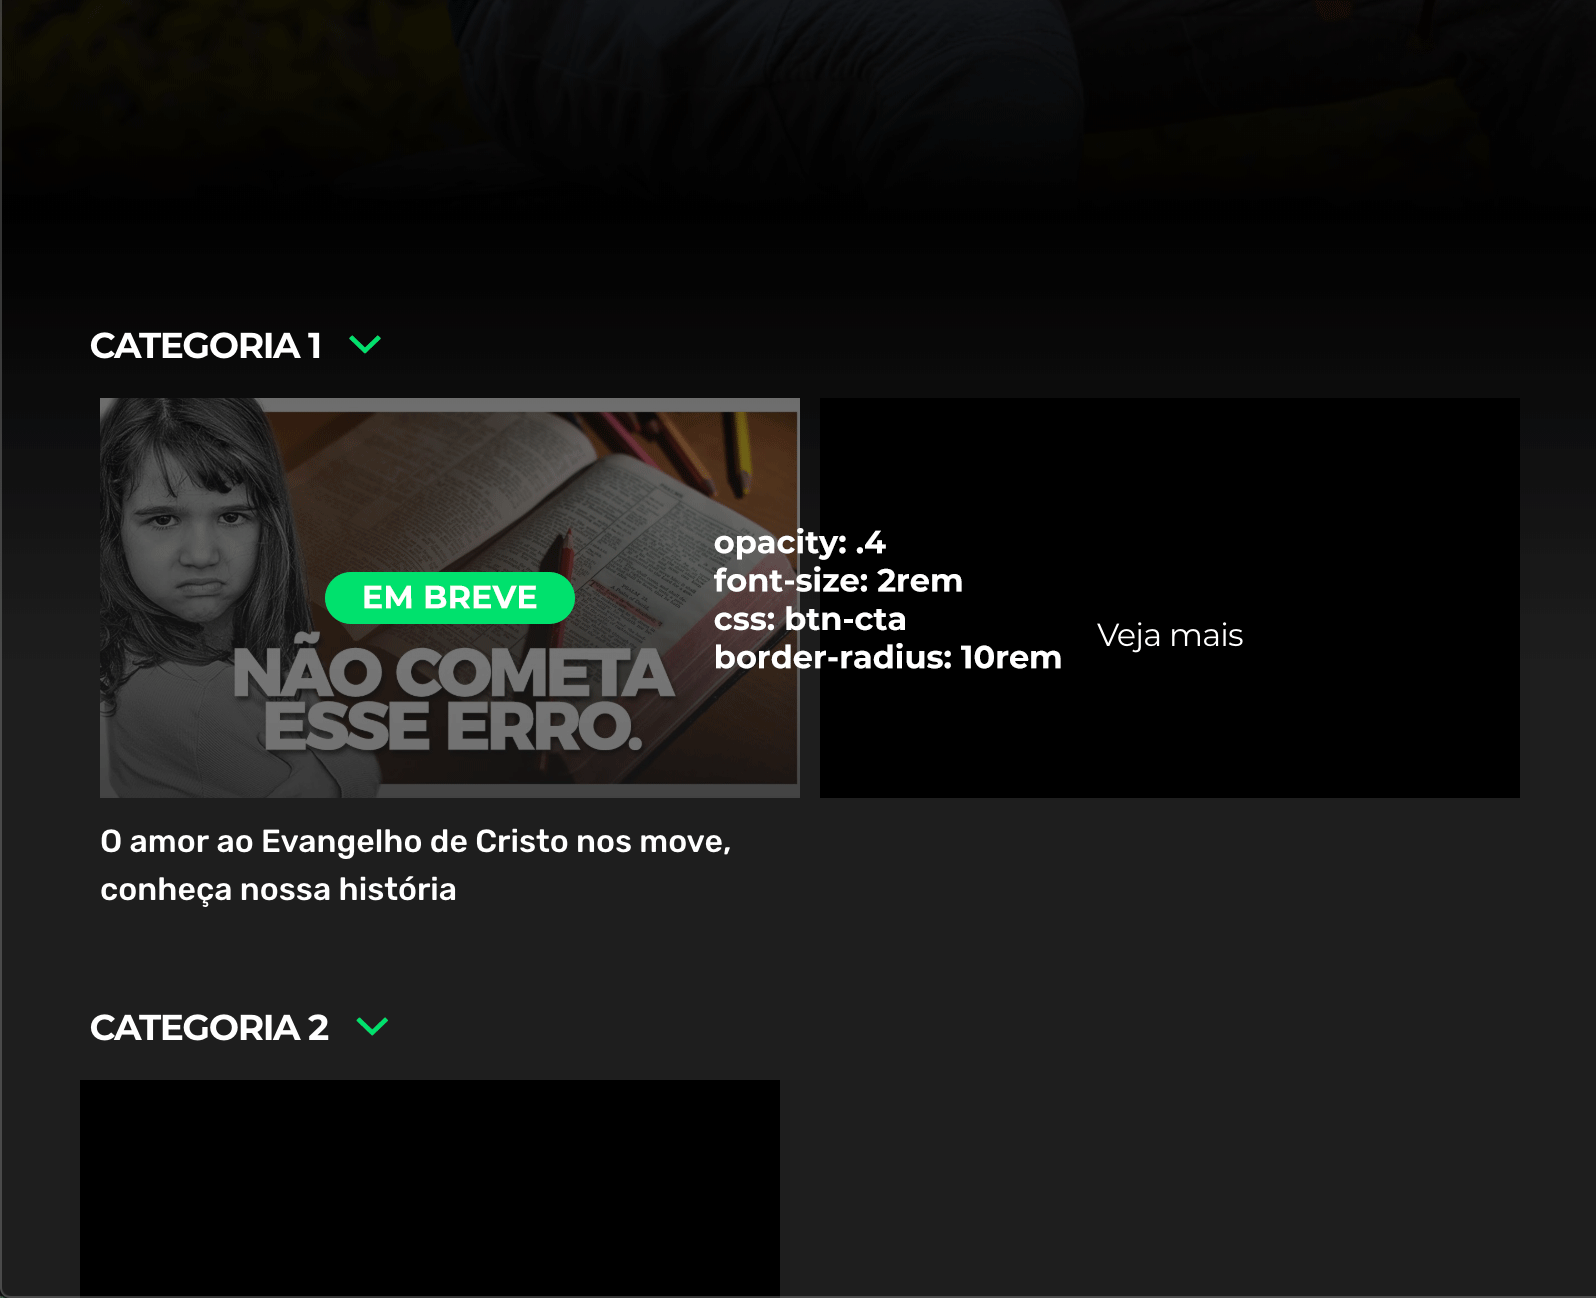 CATEGORIA 1
EM BREVE
NÃO COMETA
ESSE ERRO.
opacity: .4
font-size: 2rem
css: btn-cta
border-radius: 10rem
Veja mais
O amor ao Evangelho de Cristo nos move,
conheça nossa história
CATEGORIA 2